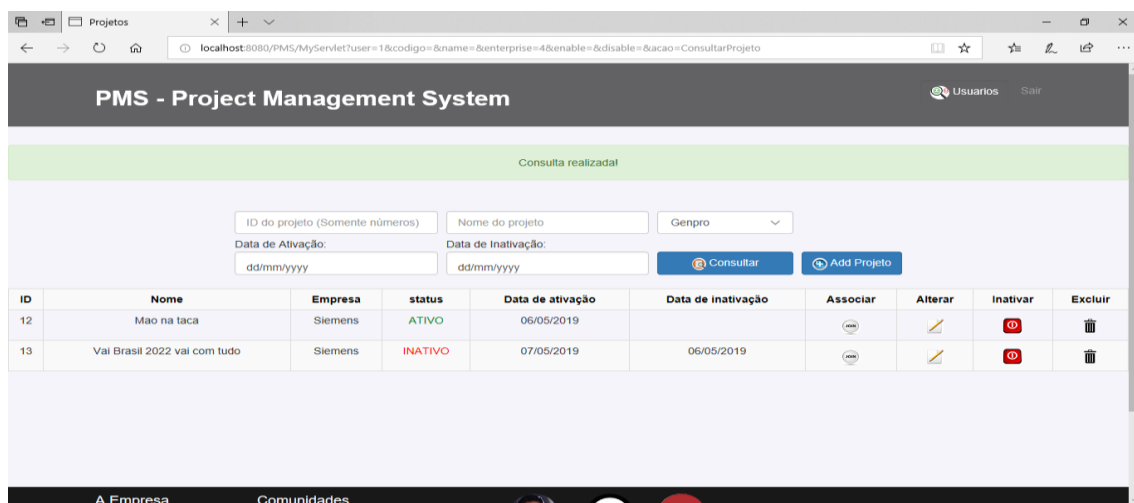 Projetos
localhost:8080/PMS/MyServlet?user=1&codigo=&name=&enterprise=4&enable=&disable=&acao=ConsultarProjeto
PMS - Project Management System
Usuarios Sair
Consulta realizada!
ID do projeto (Somente números) Nome do projeto Genpro
Data de Ativação: Data de Inativação:
dd/mm/yyyy dd/mm/yyyy Consultar Add Projeto
ID Nome Empresa status Data de ativação Data de inativação Associar Alterar Inativar Excluir
12 Mao na taca Siemens ATIVO 06/05/2019
13 Vai Brasil 2022 vai com tudo Siemens INATIVO 07/05/2019 06/05/2019
A Empresa Comunidades